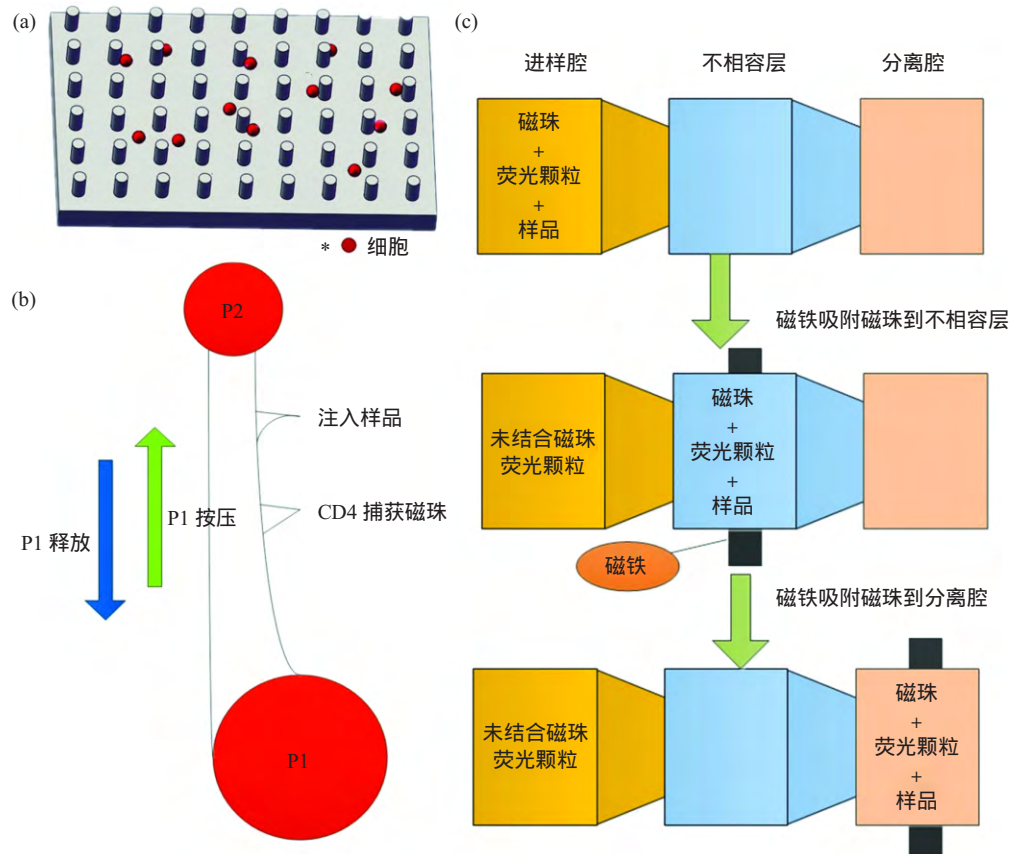 (a)
* 细胞
(b)
P2
注入样品
CD4 捕获磁珠
P1 按压
P1 释放
P1
(c)
进样腔
不相容层
分离腔
磁珠
+
荧光颗粒
+
样品
磁铁吸附磁珠到不相容层
未结合磁珠
荧光颗粒
磁珠
+
荧光颗粒
+
样品
磁铁
磁铁吸附磁珠到分离腔
未结合磁珠
荧光颗粒
磁珠
+
荧光颗粒
+
样品